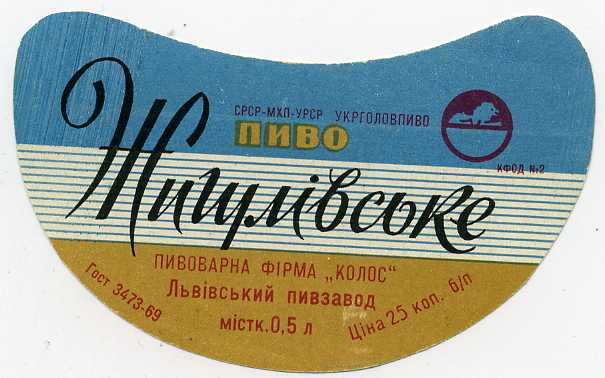 СРСР-МХП-УРСР УКРГОЛОВПИВО
ПИВО
КФОД №2
Жигулівське
ПИВОВАРНА ФІРМА „КОЛОС“
Львівський пивзавод
містк. 0,5 л
Гост 3473-69
Ціна 25 коп. б/п